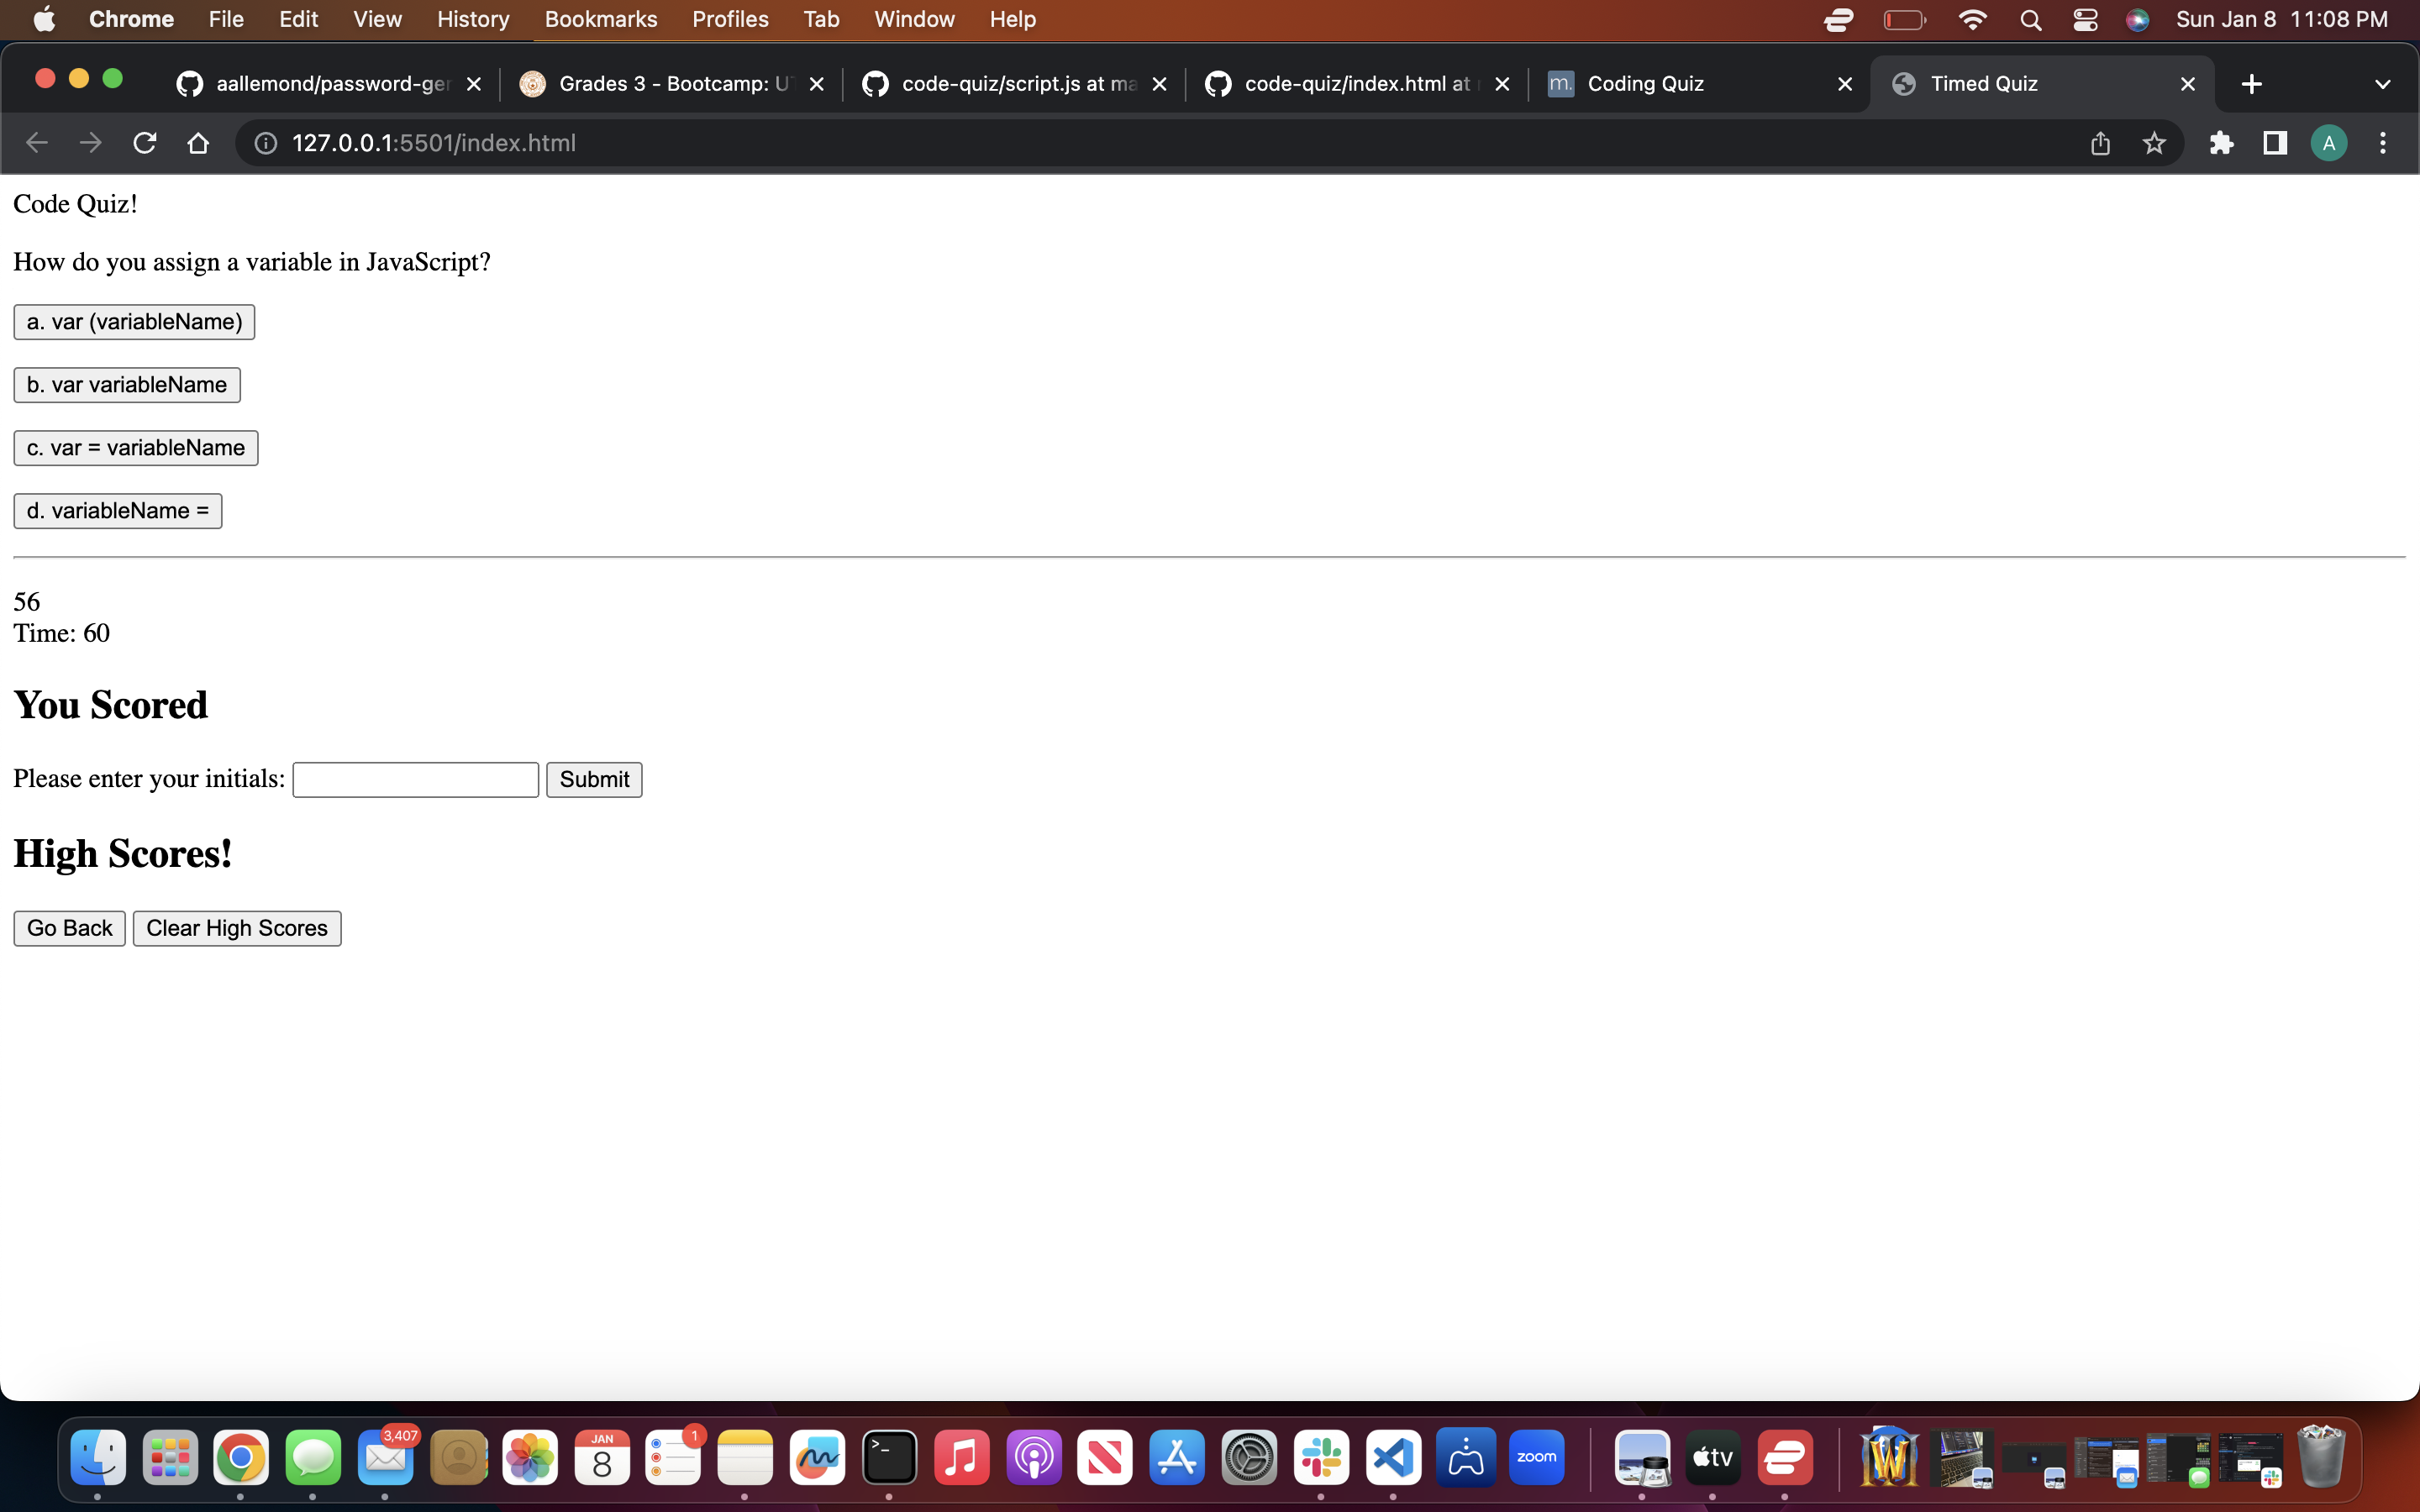 Chrome File Edit View History Bookmarks Profiles Tab Window Help Sun Jan 8 11:08 PM
aallemond/password-ger Grades 3 - Bootcamp: U code-quiz/script.js at ma code-quiz/index.html at m. Coding Quiz Timed Quiz
127.0.0.1:5501/index.html A
Code Quiz!
How do you assign a variable in JavaScript?
a. var (variableName)
b. var variableName
c. var = variableName
d. variableName =
56
Time: 60
You Scored
Please enter your initials: Submit
High Scores!
Go Back Clear High Scores
3,407 JAN 8 1 >_ zoom tv W